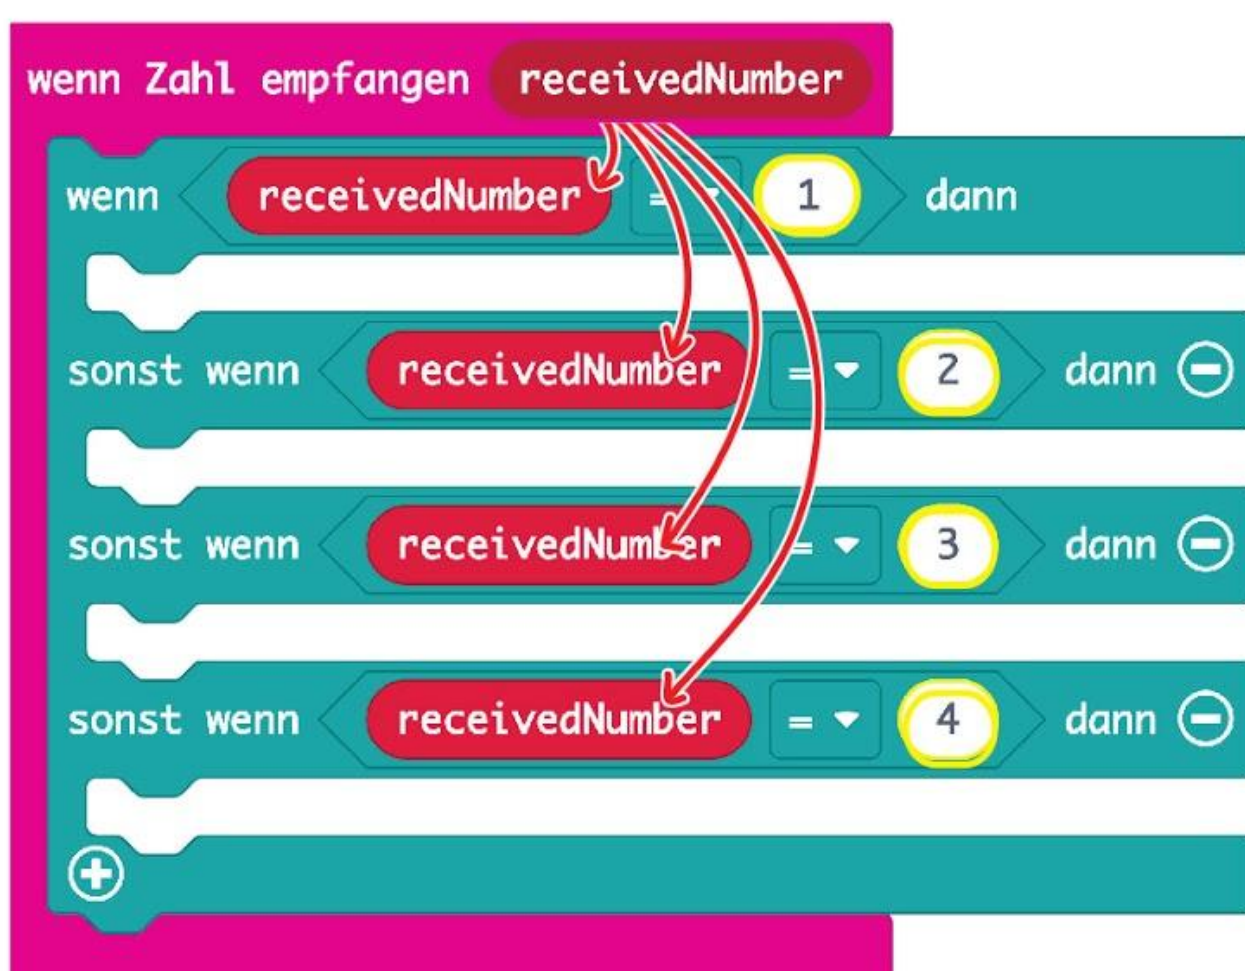 wenn Zahl empfangen receivedNumber
wenn receivedNumber = 1 dann
sonst wenn receivedNumber = 2 dann
sonst wenn receivedNumber = 3 dann
sonst wenn receivedNumber = 4 dann